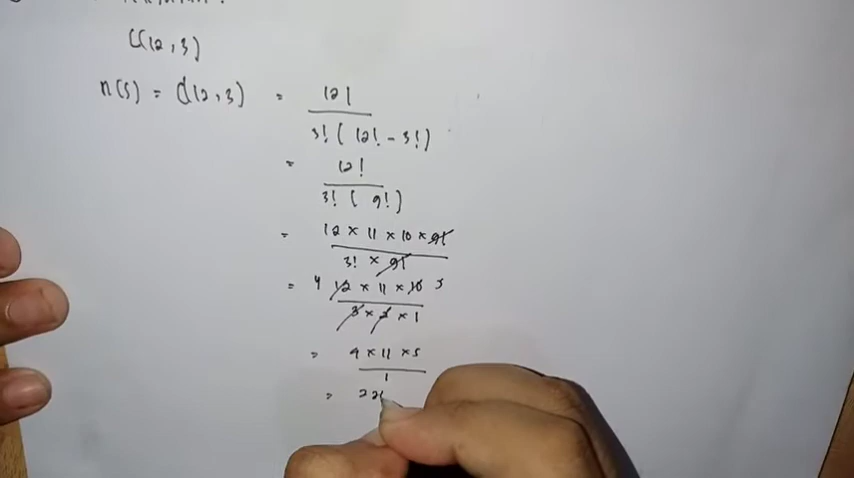 C(12,3)
n(S) = C(12,3) = 12! / 3! ( 12! - 3! )
= 12! / 3! ( 9! )
= 12 × 11 × 10 × 9! / 3! × 9!
= 4 12 × 11 × 10 5 / 3 × 2 × 1
= 4 × 11 × 5 / 1
= 22